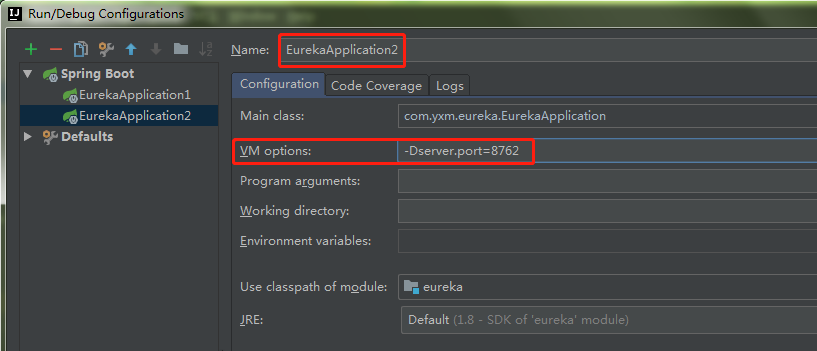 Run/Debug Configurations
Name: EurekaApplication2
Spring Boot
EurekaApplication1
EurekaApplication2
Defaults
Configuration Code Coverage Logs
Main class: com.yxm.eureka.EurekaApplication
VM options: -Dserver.port=8762
Program arguments:
Working directory:
Environment variables:
Use classpath of module: eureka
JRE: Default (1.8 - SDK of 'eureka' module)